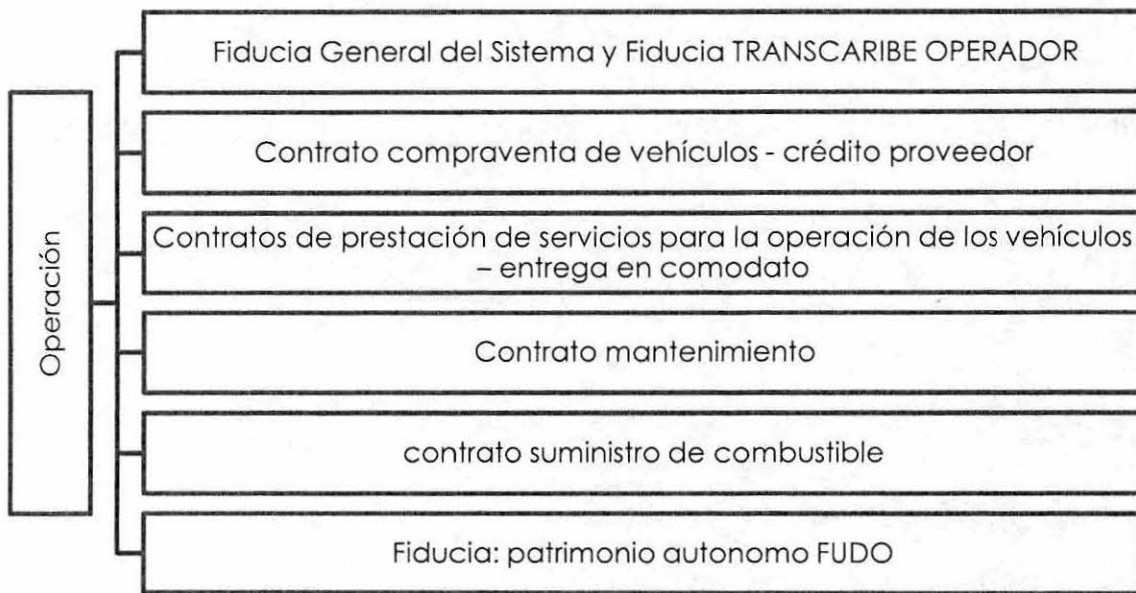 Operación
Fiducia General del Sistema y Fiducia TRANSCARIBE OPERADOR
Contrato compraventa de vehículos - crédito proveedor
Contratos de prestación de servicios para la operación de los vehículos
– entrega en comodato
Contrato mantenimiento
contrato suministro de combustible
Fiducia: patrimonio autonomo FUDO